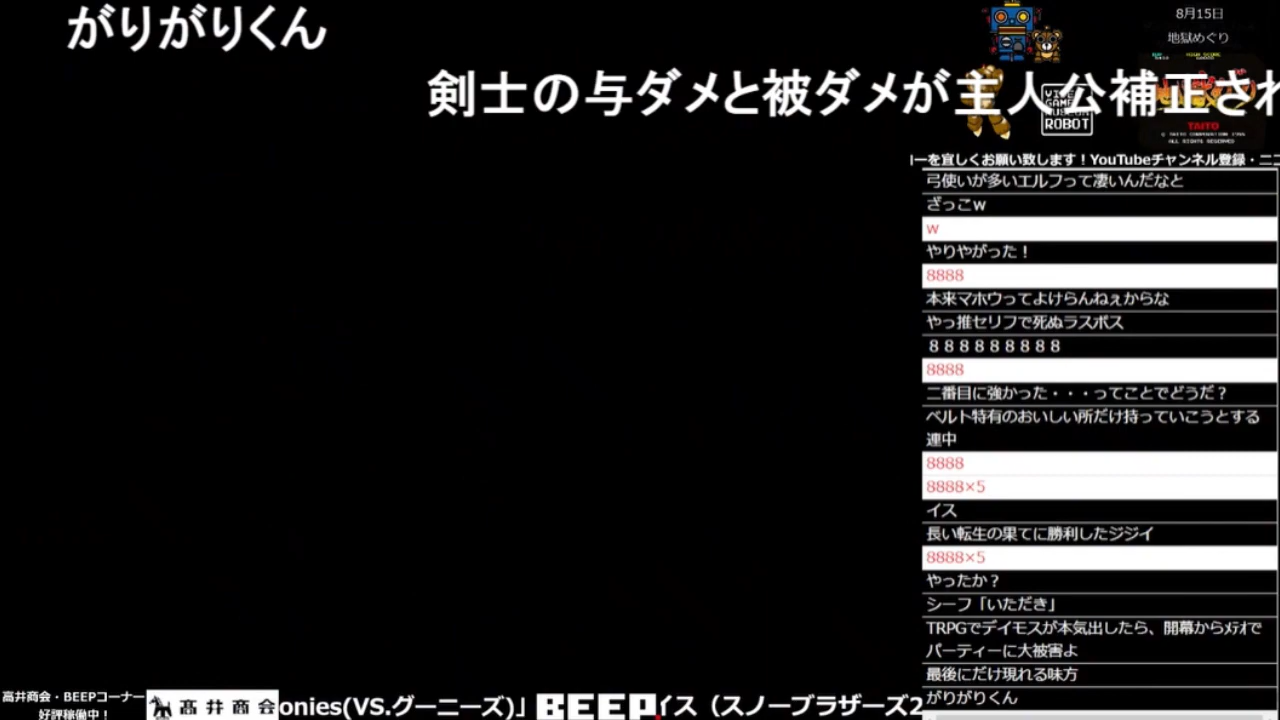 がりがりくん
剣士の与ダメと被ダメが主人公補正され
8月15日
地獄めぐり
HIGH SCORE
VIDEO
GAME
MUSEUM
ROBOT
TAITO
ALL RIGHTS RESERVED
ーを宜しくお願い致します！YouTubeチャンネル登録・ニコ
弓使いが多いエルフって凄いんだなと
ざっこw
w
やりやがった！
8888
本来マホウってよけらんねぇからな
やっ推セリフで死ぬラスボス
８８８８８８８８８
8888
二番目に強かった・・・ってことでどうだ？
ベルト特有のおいしい所だけ持っていこうとする
連中
8888
8888×5
イス
長い転生の果てに勝利したジジイ
8888×5
やったか？
シーフ「いただき」
TRPGでデイモスが本気出したら、開幕からﾒﾃｵで
パーティーに大被害よ
最後にだけ現れる味方
がりがりくん
高井商会・BEEPコーナー
好評稼働中！
髙井商会
onies(VS.グーニーズ)」
BEEP
イス（スノーブラザーズ2